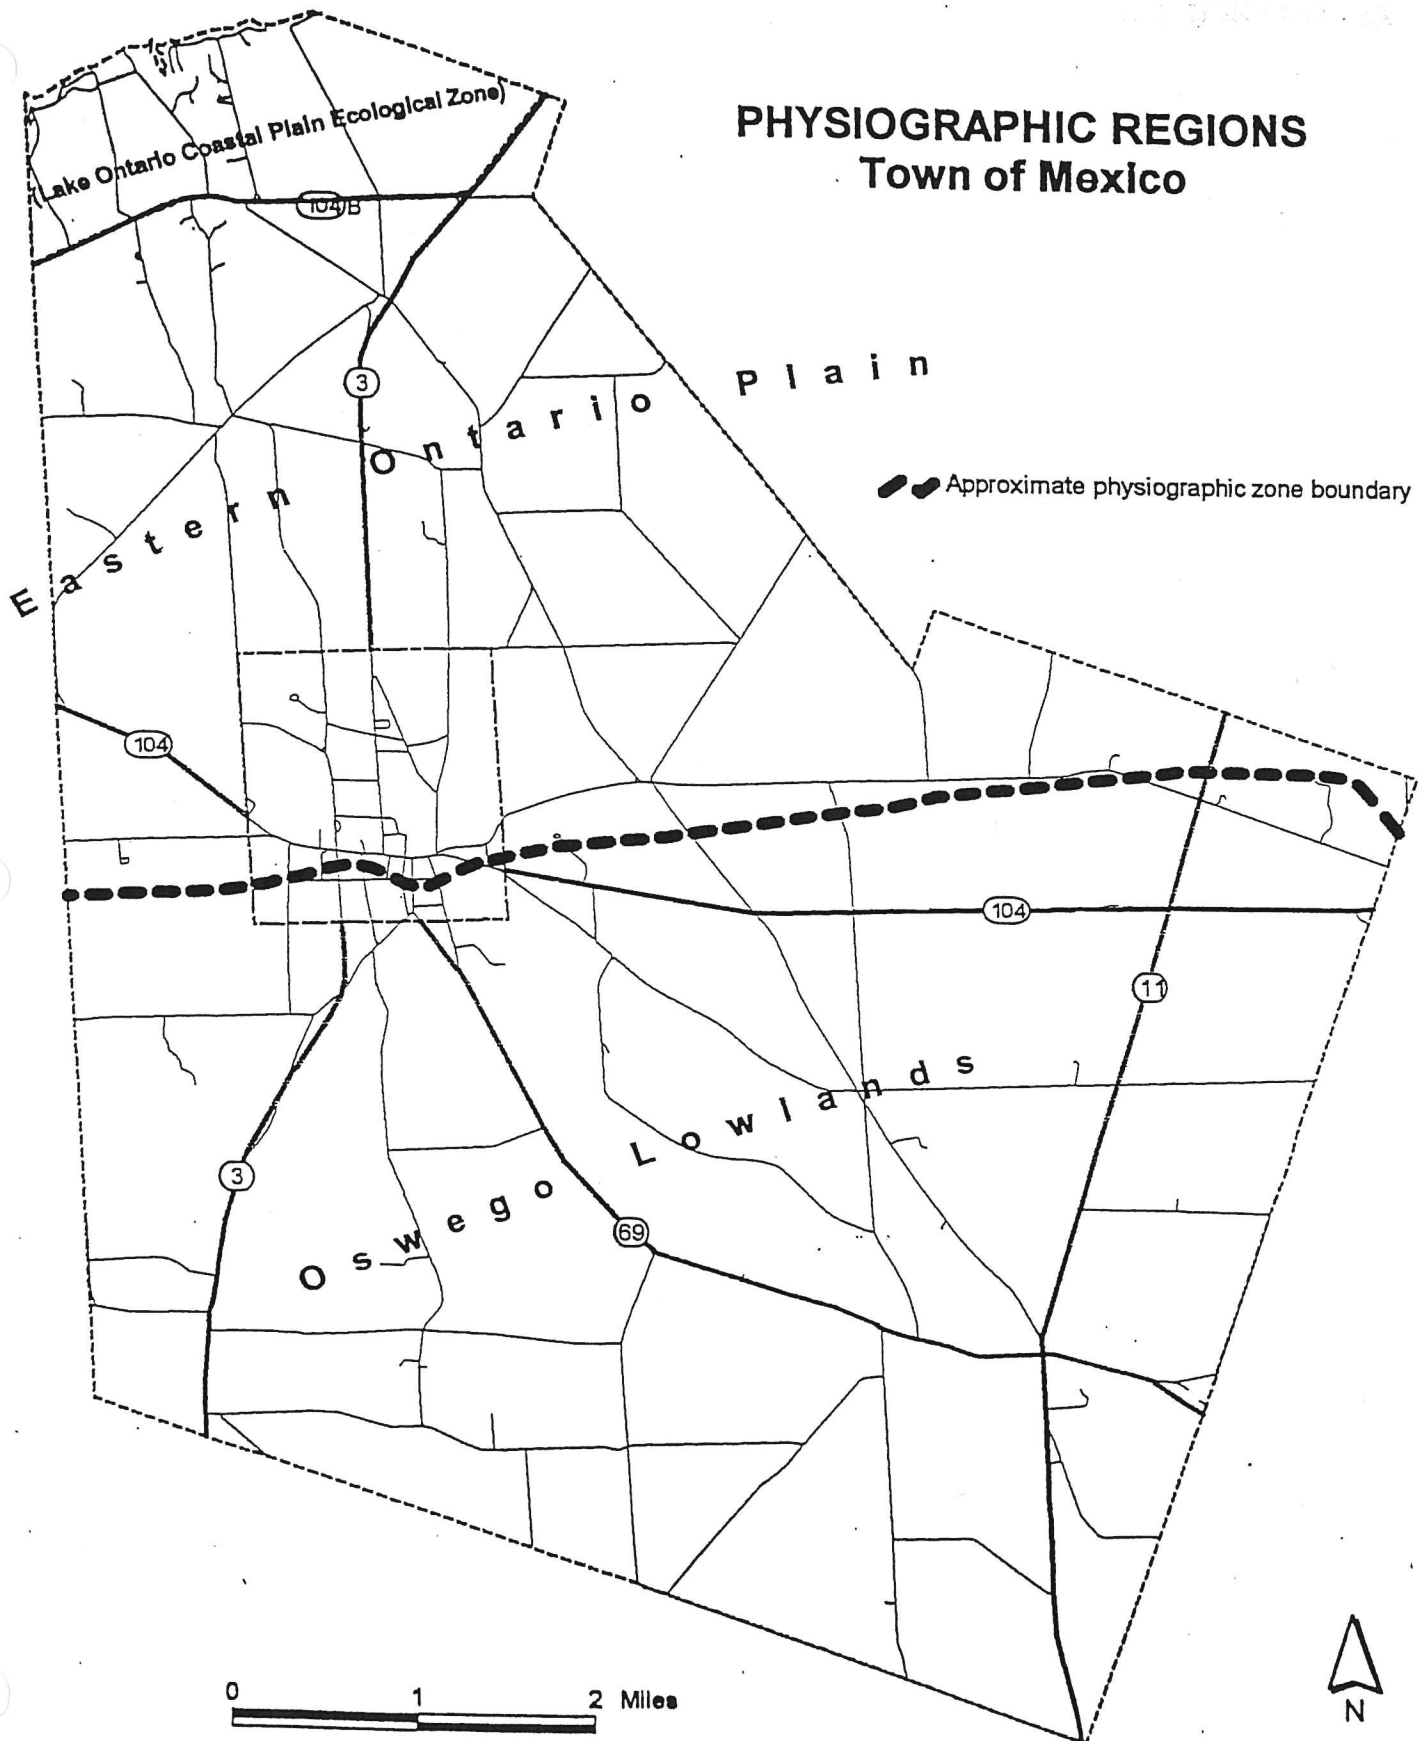 PHYSIOGRAPHIC REGIONS
Town of Mexico
(Lake Ontario Coastal Plain Ecological Zone)
104 B
3
Eastern Ontario Plain
Approximate physiographic zone boundary
104
104
11
Oswego Lowlands
3
69
0 1 2 Miles
N